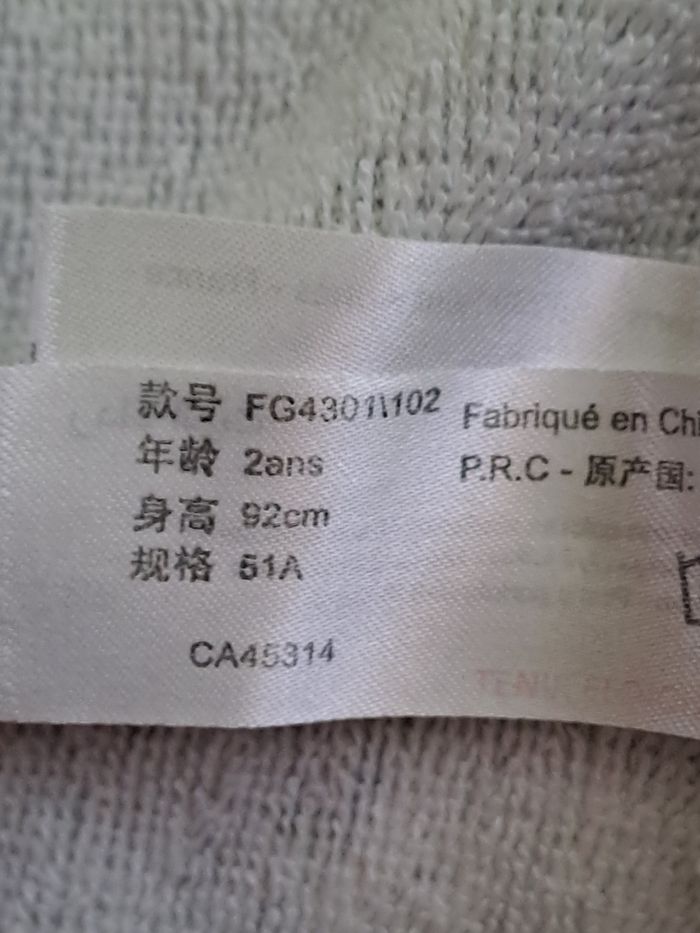 款号 FG4301\102
年龄 2ans
身高 92cm
规格 51A
CA45314
Fabriqué en Chi
P.R.C - 原产国: